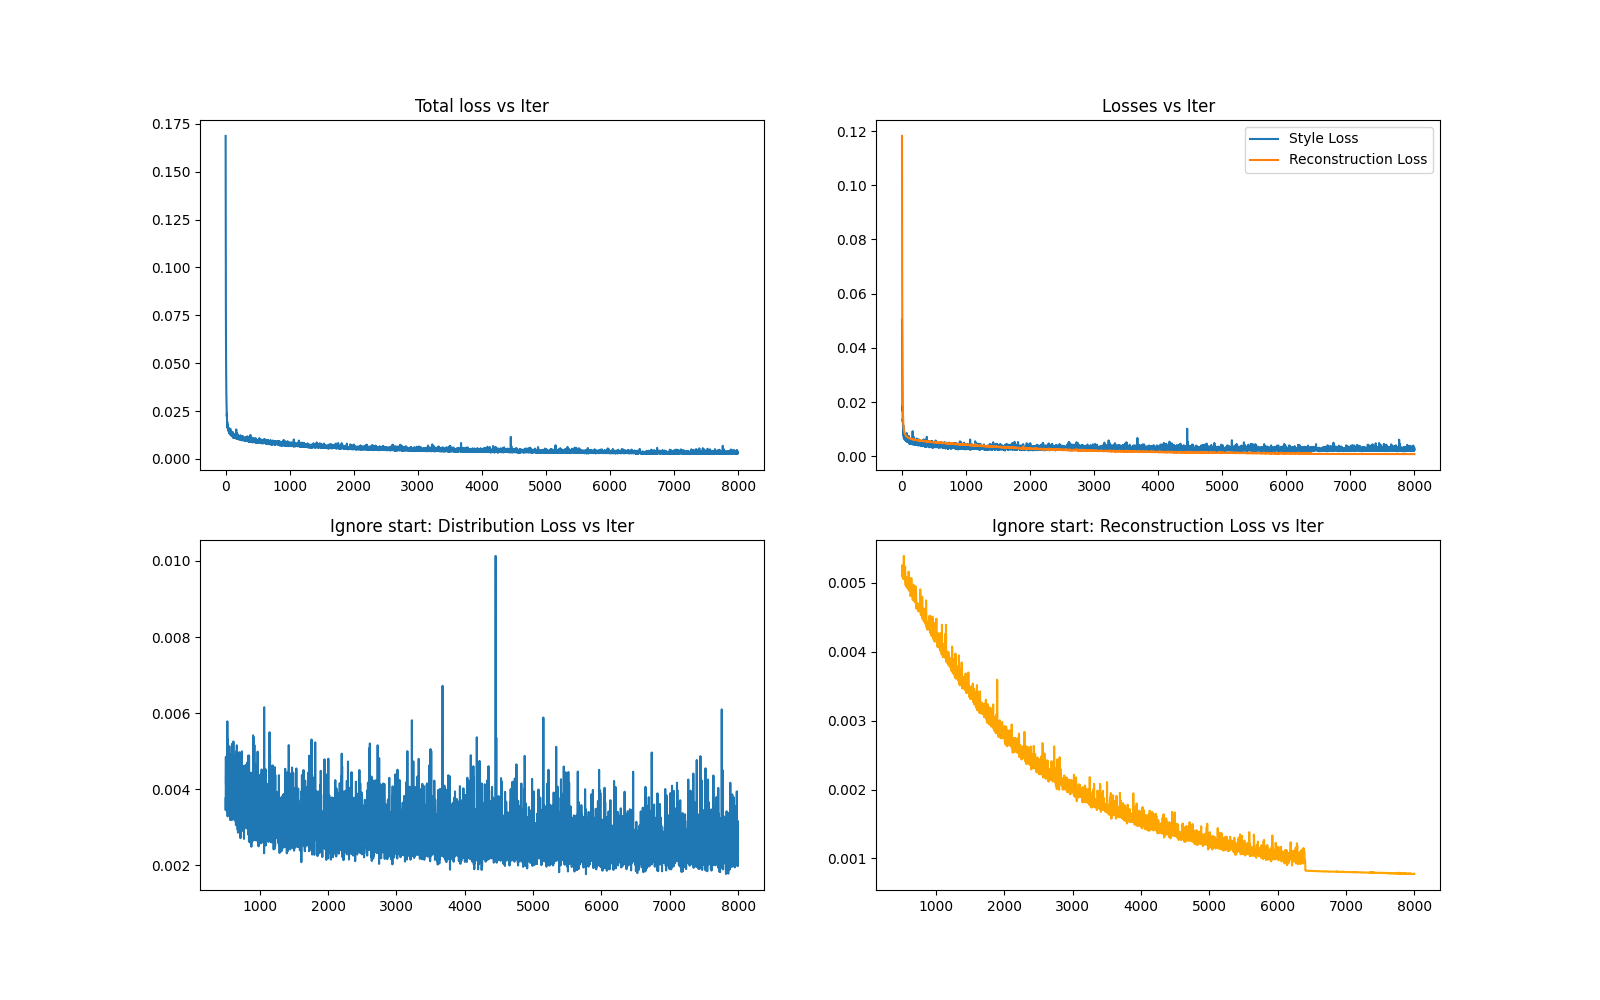 Total loss vs Iter
0.175
0.150
0.125
0.100
0.075
0.050
0.025
0.000
0 1000 2000 3000 4000 5000 6000 7000 8000
Losses vs Iter
Style Loss
Reconstruction Loss
0.12
0.10
0.08
0.06
0.04
0.02
0.00
0 1000 2000 3000 4000 5000 6000 7000 8000
Ignore start: Distribution Loss vs Iter
0.010
0.008
0.006
0.004
0.002
1000 2000 3000 4000 5000 6000 7000 8000
Ignore start: Reconstruction Loss vs Iter
0.005
0.004
0.003
0.002
0.001
1000 2000 3000 4000 5000 6000 7000 8000